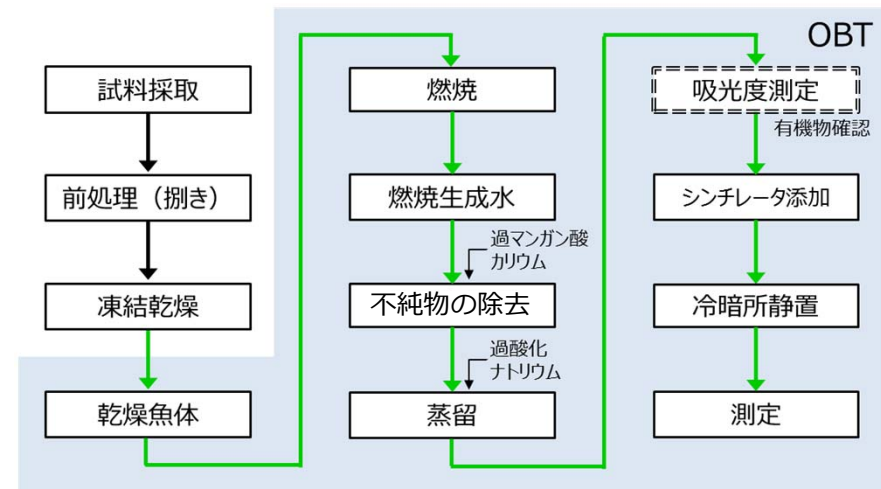 OBT
試料採取
前処理（捌き）
凍結乾燥
乾燥魚体
燃焼
燃焼生成水
過マンガン酸
カリウム
不純物の除去
過酸化
ナトリウム
蒸留
吸光度測定
有機物確認
シンチレータ添加
冷暗所静置
測定